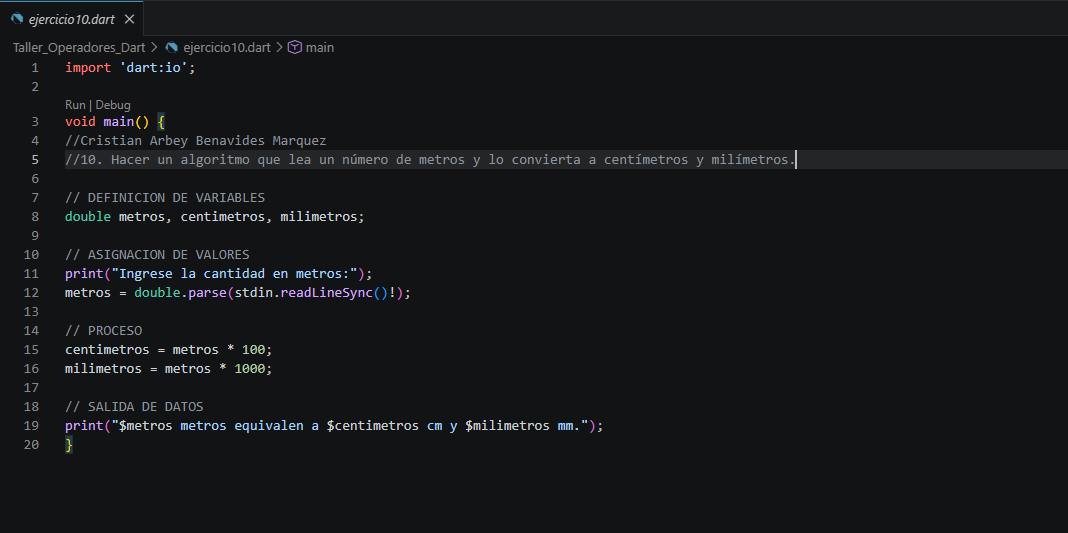 ejercicio10.dart
Taller_Operadores_Dart > ejercicio10.dart > main
1 import 'dart:io';
2
Run | Debug
3 void main() {
4 //Cristian Arbey Benavides Marquez
5 //10. Hacer un algoritmo que lea un número de metros y lo convierta a centímetros y milímetros.
6
7 // DEFINICION DE VARIABLES
8 double metros, centimetros, milimetros;
9
10 // ASIGNACION DE VALORES
11 print("Ingrese la cantidad en metros:");
12 metros = double.parse(stdin.readLineSync()!);
13
14 // PROCESO
15 centimetros = metros * 100;
16 milimetros = metros * 1000;
17
18 // SALIDA DE DATOS
19 print("$metros metros equivalen a $centimetros cm y $milimetros mm.");
20 }